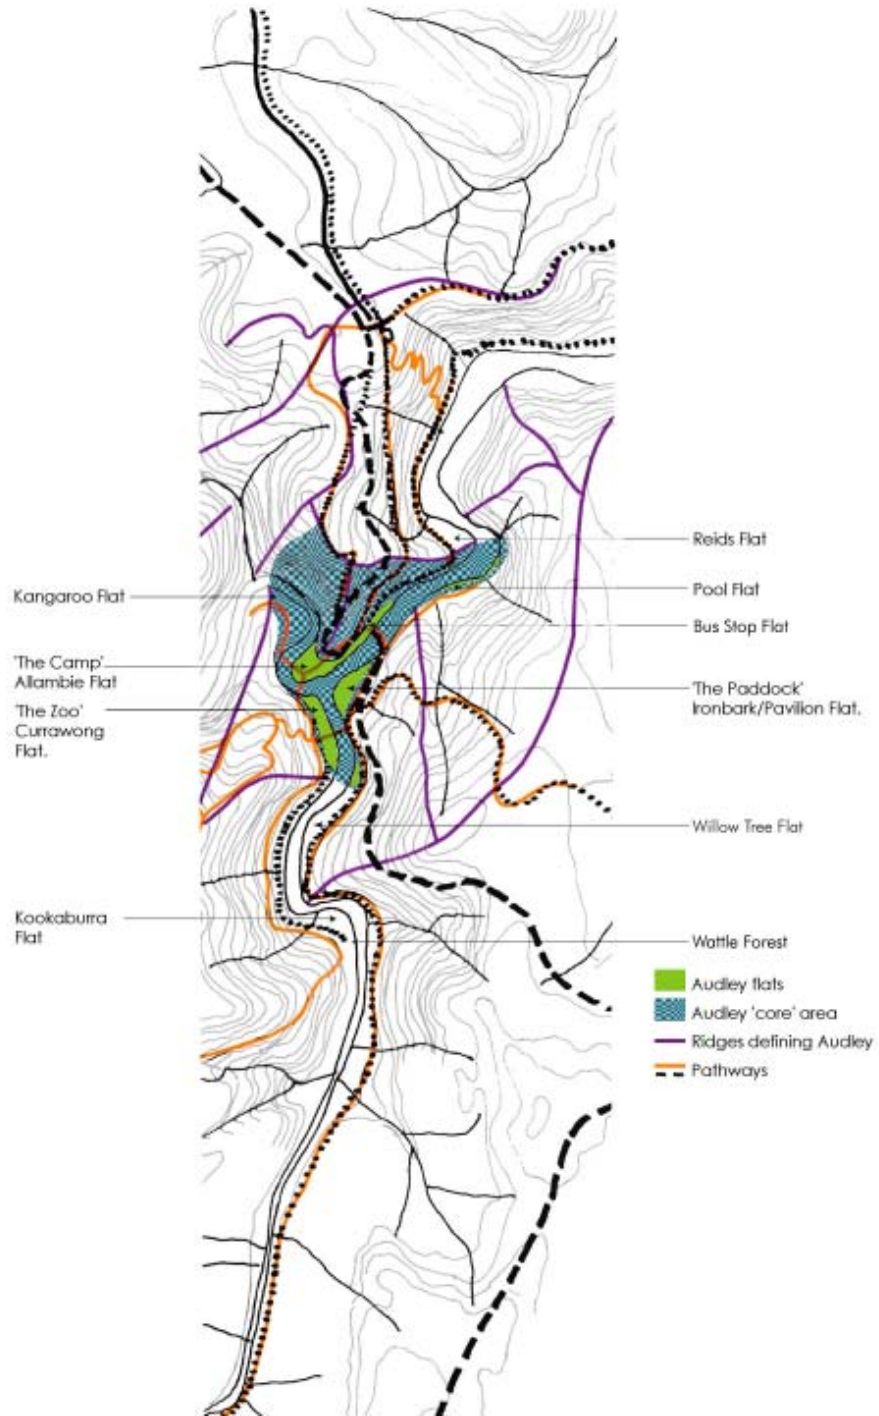 Reids Flat
Kangaroo Flat
Pool Flat
Bus Stop Flat
'The Camp'
Allambie Flat
'The Paddock'
Ironbark/Pavilion Flat.
'The Zoo'
Currawong
Flat.
Willow Tree Flat
Kookaburra
Flat
Wattle Forest
Audley flats
Audley 'core' area
Ridges defining Audley
Pathways